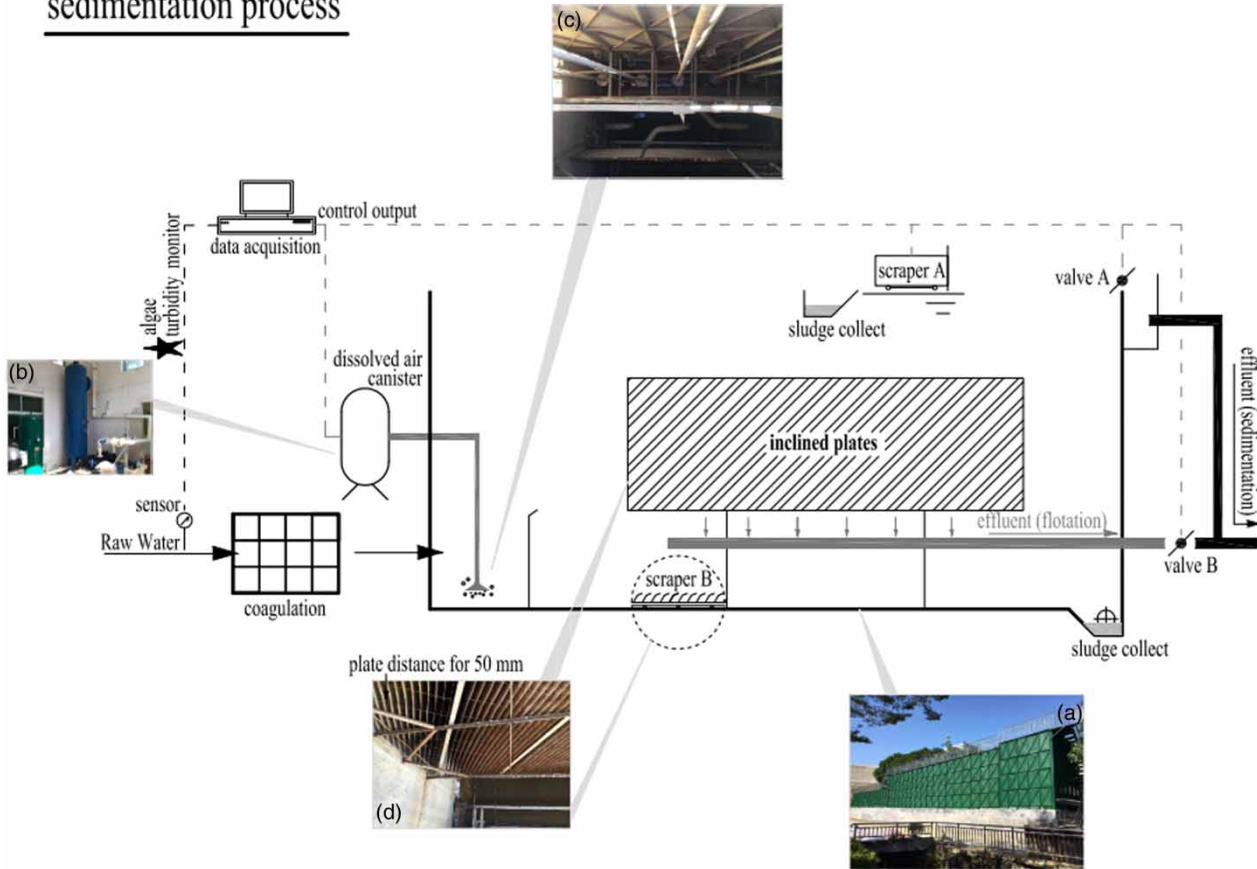 sedimentation process
(c)
control output
data acquisition
algae
turbidity monitor
scraper A
valve A
sludge collect
dissolved air
canister
(b)
effluent (sedimentation)
inclined plates
sensor
effluent (flotation)
Raw Water
valve B
scraper B
coagulation
sludge collect
plate distance for 50 mm
(a)
(d)